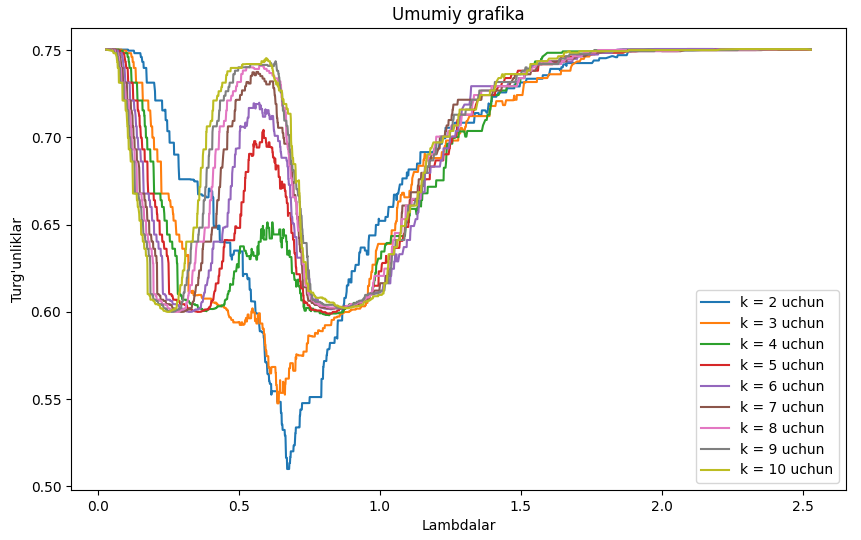 Umumiy grafika
0.75
0.70
0.65
0.60
0.55
0.50
Turg'unliklar
0.0
0.5
1.0
1.5
2.0
2.5
Lambdalar
k = 2 uchun
k = 3 uchun
k = 4 uchun
k = 5 uchun
k = 6 uchun
k = 7 uchun
k = 8 uchun
k = 9 uchun
k = 10 uchun